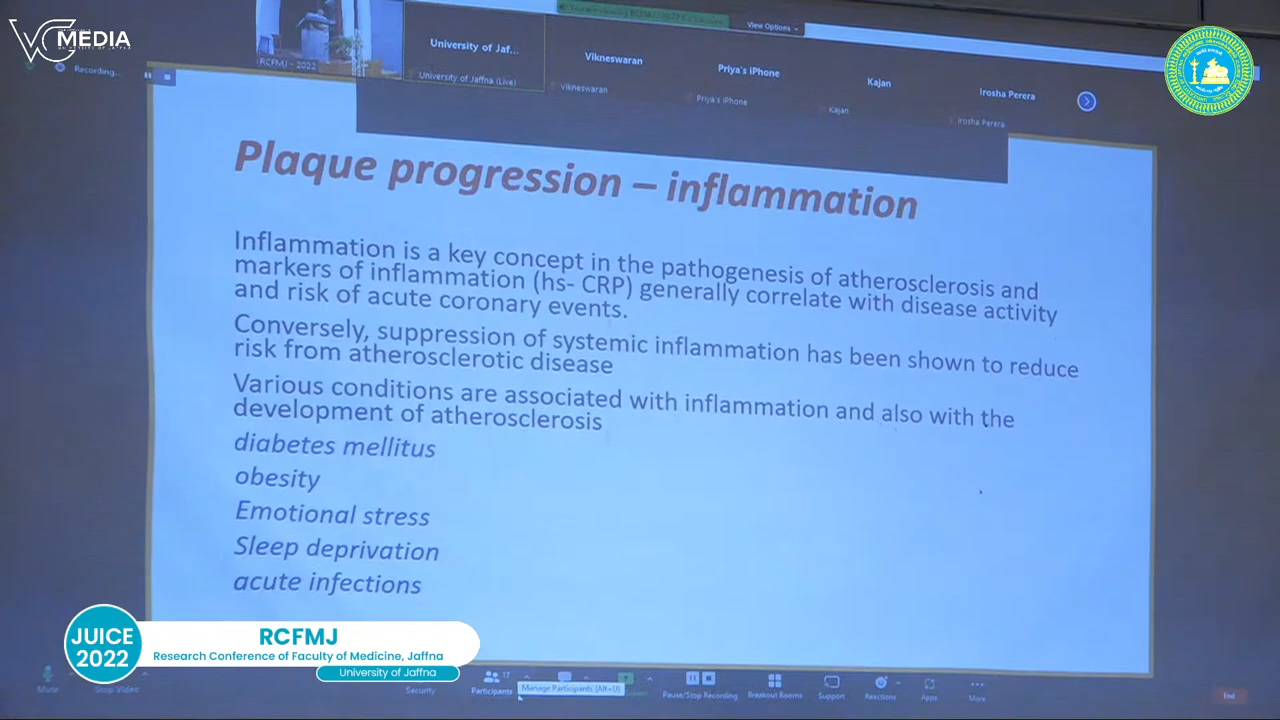 VC MEDIA
UNIVERSITY OF JAFFNA
Recording...
RCFMJ - 2022
View Options
University of Jaf...
University of Jaffna (Live)
Vikneswaran
Vikneswaran
Priya's iPhone
Priya's iPhone
Kajan
Kajan
Irosha Perera
Irosha Perera
Plaque progression – inflammation
Inflammation is a key concept in the pathogenesis of atherosclerosis and
markers of inflammation (hs- CRP) generally correlate with disease activity
and risk of acute coronary events.
Conversely, suppression of systemic inflammation has been shown to reduce
risk from atherosclerotic disease
Various conditions are associated with inflammation and also with the
development of atherosclerosis
diabetes mellitus
obesity
Emotional stress
Sleep deprivation
acute infections
JUICE
2022
RCFMJ
Research Conference of Faculty of Medicine, Jaffna
University of Jaffna
Mute
Stop Video
Security
Participants
17
Manage Participants (Alt+U)
Pause/Stop Recording
Breakout Rooms
Support
Reactions
Apps
More
End